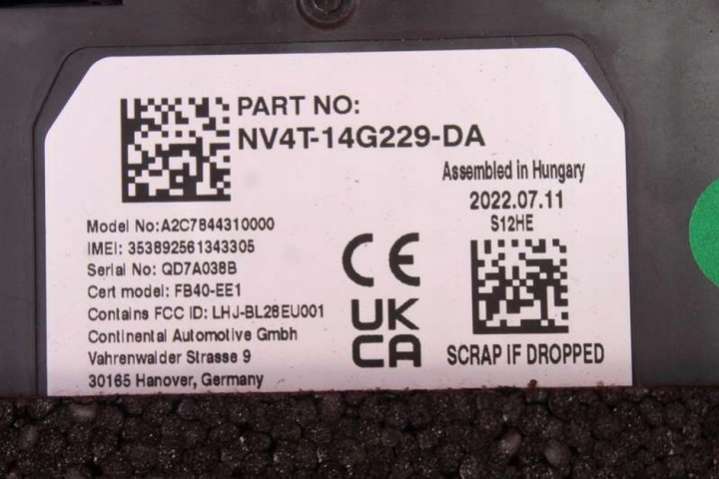 PART NO:
NV4T-14G229-DA
Assembled in Hungary
2022.07.11
S12HE
Model No:A2C7844310000
IMEI: 353892561343305
Serial No: QD7A038B
Cert model: FB40-EE1
Contains FCC ID: LHJ-BL28EU001
Continental Automotive Gmbh
Vahrenwalder Strasse 9
30165 Hanover, Germany
CE
UK
CA
SCRAP IF DROPPED